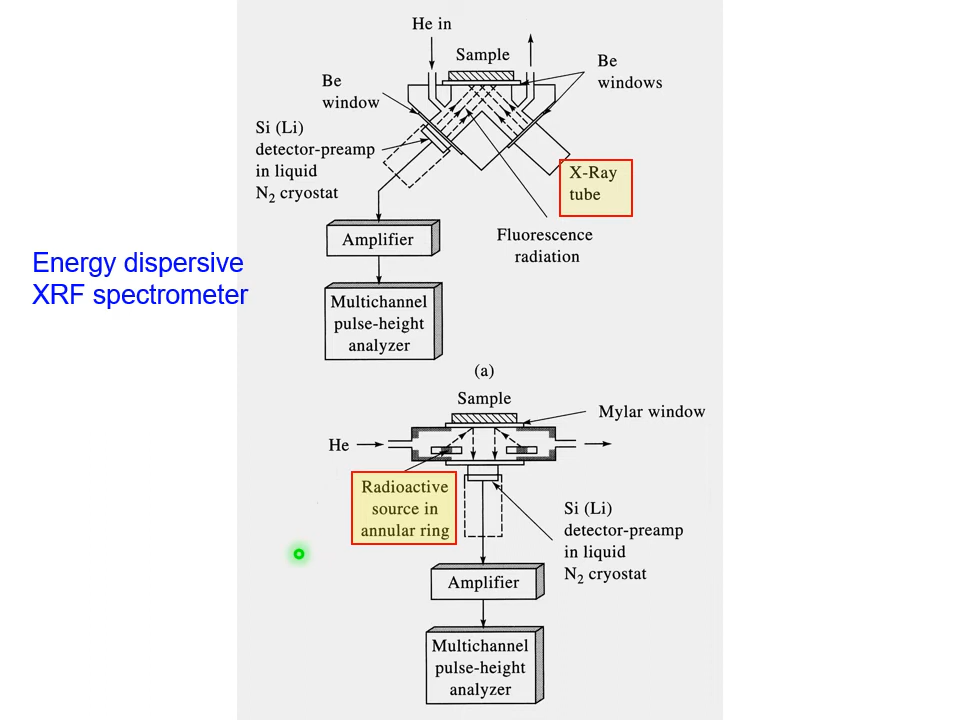 He in
Sample
Be
windows
Be
window
Si (Li)
detector-preamp
in liquid
N₂ cryostat
X-Ray
tube
Amplifier
Fluorescence
radiation
Energy dispersive
XRF spectrometer
Multichannel
pulse-height
analyzer
(a)
Sample
Mylar window
He
Radioactive
source in
annular ring
Si (Li)
detector-preamp
in liquid
N₂ cryostat
Amplifier
Multichannel
pulse-height
analyzer